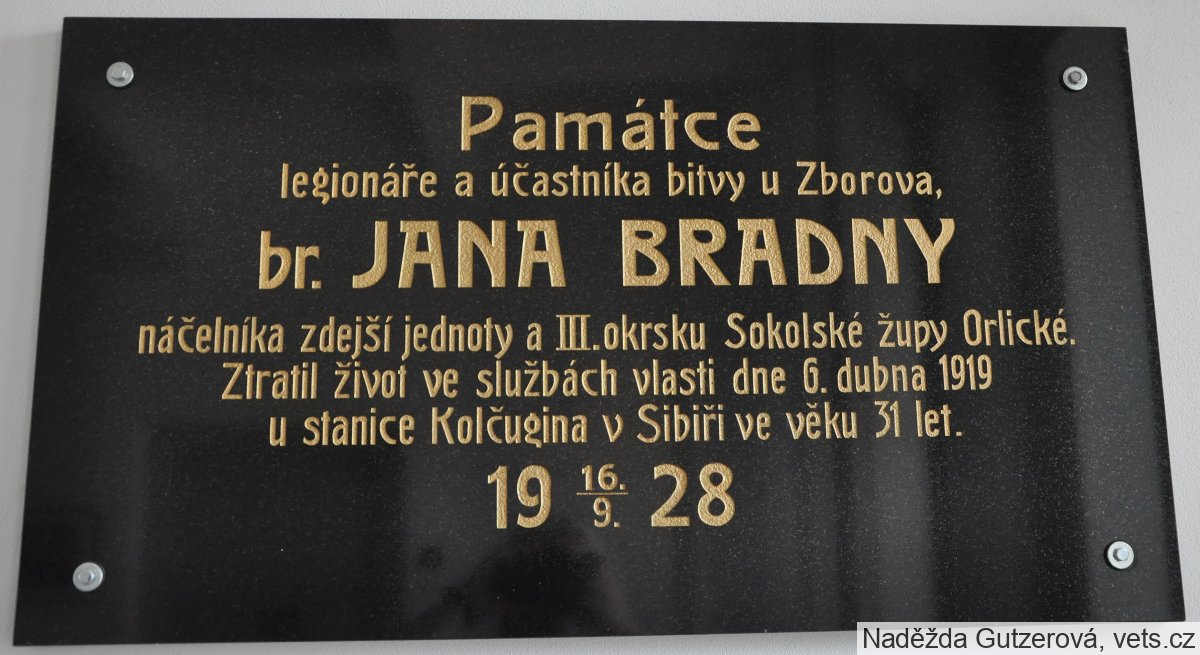 Památce
legionáře a účastníka bitvy u Zborova,
br. JANA BRADNY
náčelníka zdejší jednoty a III. okrsku Sokolské župy Orlické.
Ztratil život ve službách vlasti dne 6. dubna 1919
u stanice Kolčugina v Sibiři ve věku 31 let.
19 16./9. 28
Naděžda Gutzerová, vets.cz